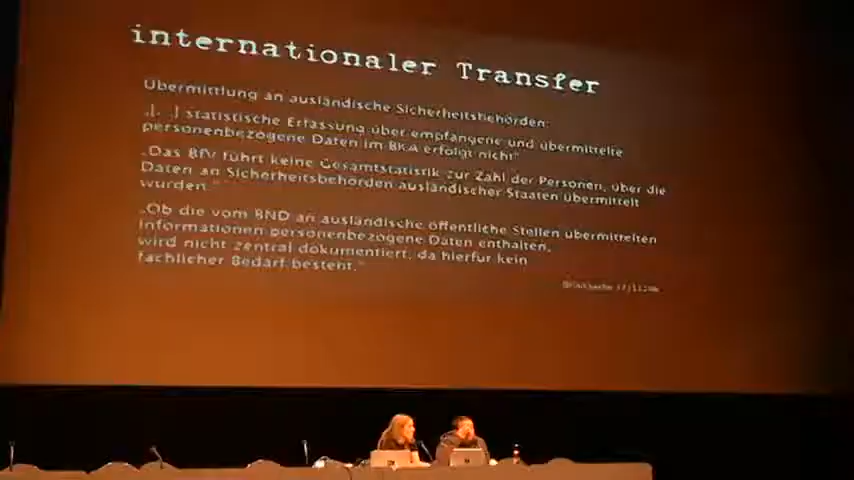 internationaler Transfer
Übermittlung an ausländische Sicherheitsbehörden:
„[...] statistische Erfassung über empfangene und übermittelte
personenbezogene Daten im BKA erfolgt nicht“
„Das BfV führt keine Gesamtstatistik zur Zahl der Personen, über die
Daten an Sicherheitsbehörden ausländischer Staaten übermittelt
wurden.“
„Ob die vom BND an ausländische öffentliche Stellen übermittelten
Informationen personenbezogene Daten enthalten,
wird nicht zentral dokumentiert, da hierfür kein
fachlicher Bedarf besteht.“
Drucksache